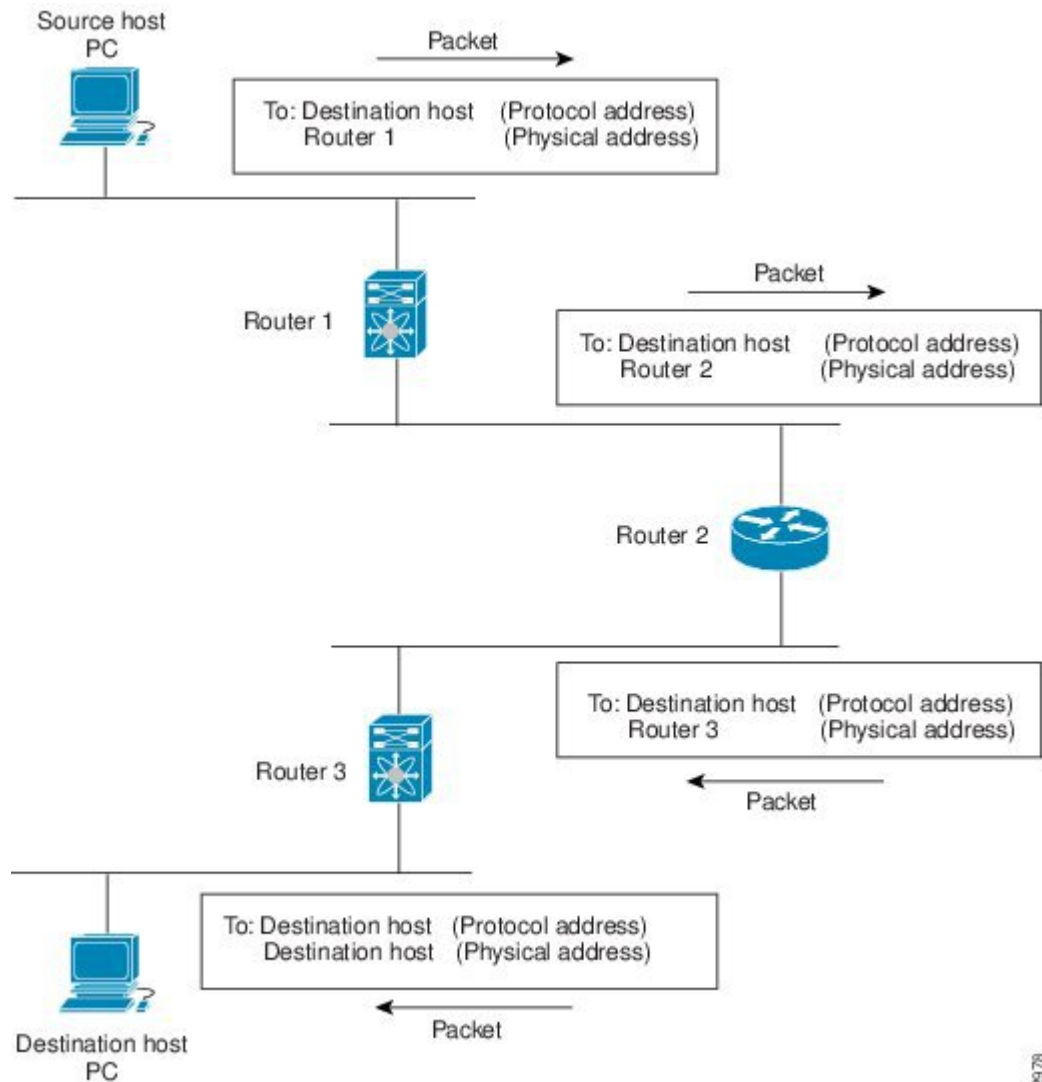 Source host
PC
Packet
To: Destination host (Protocol address)
Router 1 (Physical address)
Router 1
Packet
To: Destination host (Protocol address)
Router 2 (Physical address)
Router 2
To: Destination host (Protocol address)
Router 3 (Physical address)
Router 3
Packet
To: Destination host (Protocol address)
Destination host (Physical address)
Packet
Destination host
PC